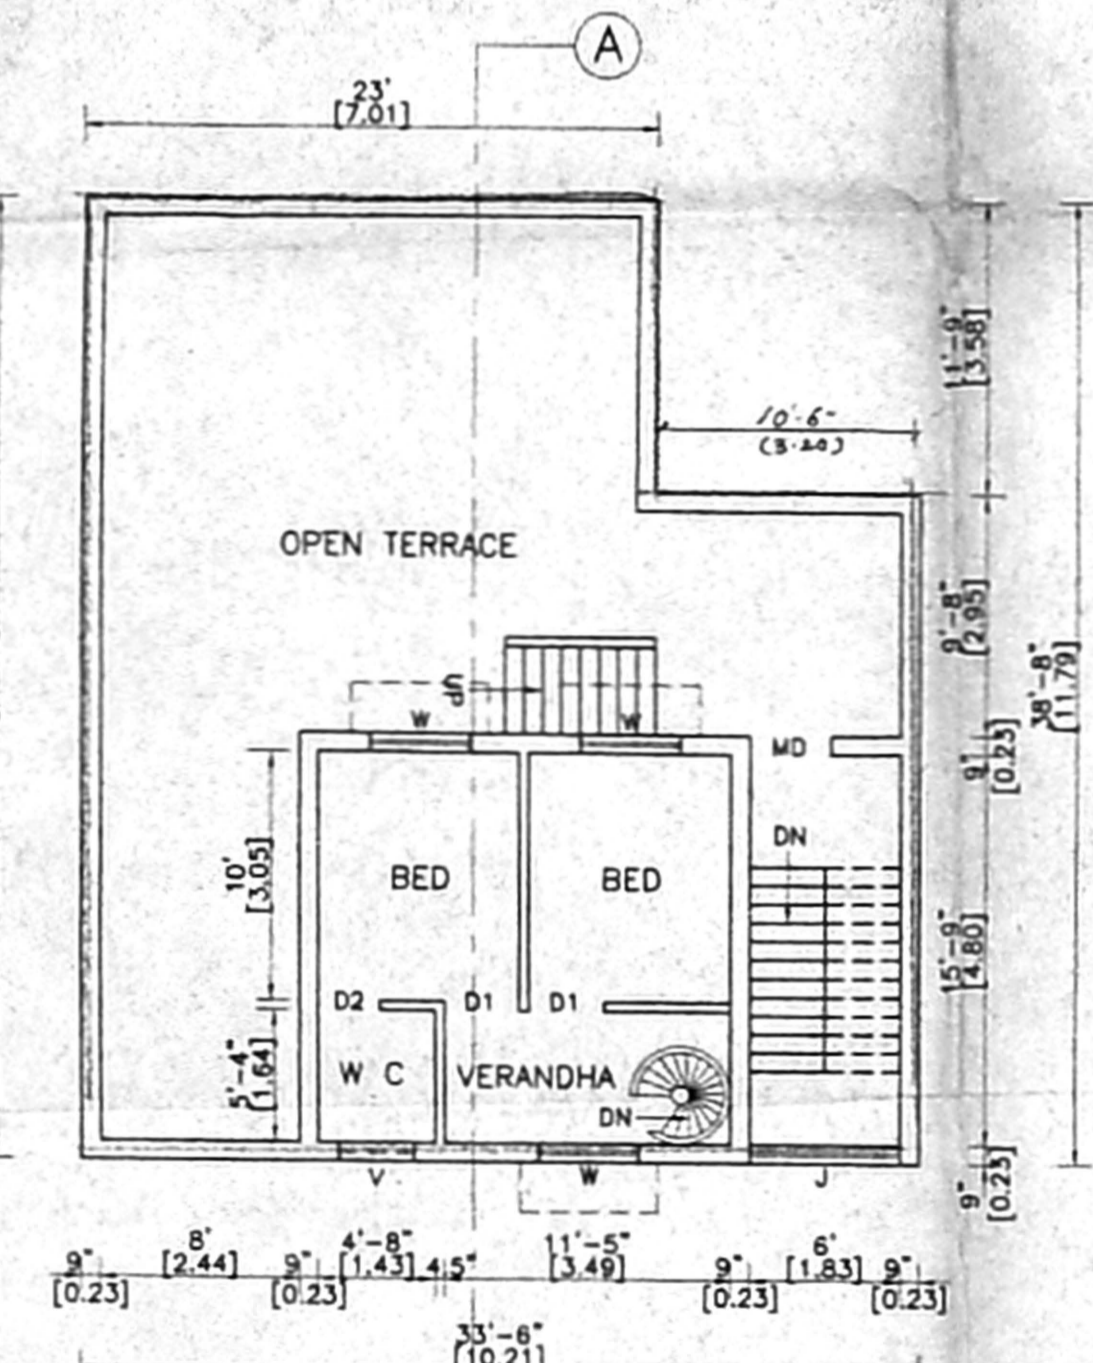 A
23'
[7.01]
11'-9"
[3.58]
10'-6"
(3.20)
OPEN TERRACE
9'-8"
[2.95]
38'-8"
[11.79]
UP
W
W
MD
9"
[0.23]
DN
10'
[3.05]
BED
BED
15'-9"
[4.80]
D2
D1
D1
5'-4"
[1.64]
W C
VERANDHA
DN
V
W
J
9"
[0.23]
9"
[0.23]
8'
[2.44]
9"
[0.23]
4'-8"
[1.43]
4.5"
11'-5"
[3.49]
9"
[0.23]
6'
[1.83]
9"
[0.23]
33'-6"
[10.21]